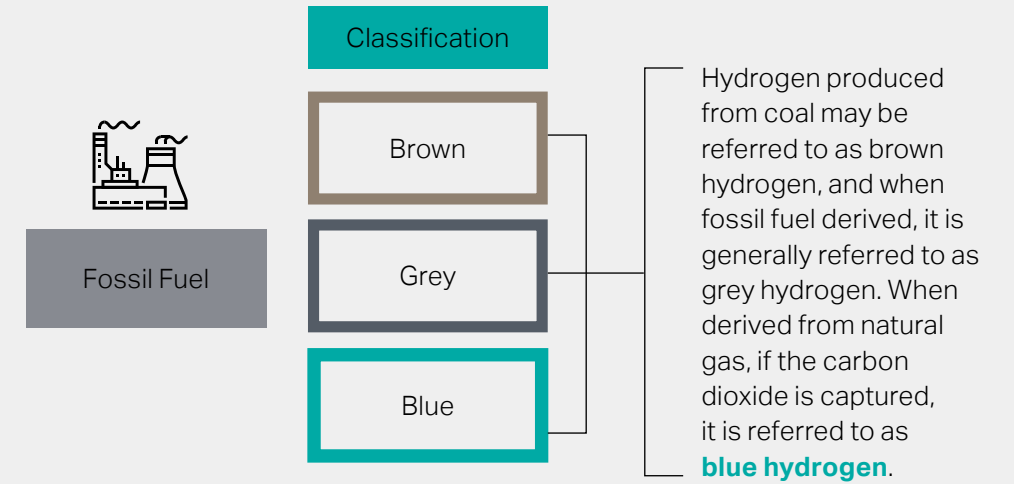 Classification
Brown
Grey
Blue
Fossil Fuel
Hydrogen produced
from coal may be
referred to as brown
hydrogen, and when
fossil fuel derived, it is
generally referred to as
grey hydrogen. When
derived from natural
gas, if the carbon
dioxide is captured,
it is referred to as
blue hydrogen.